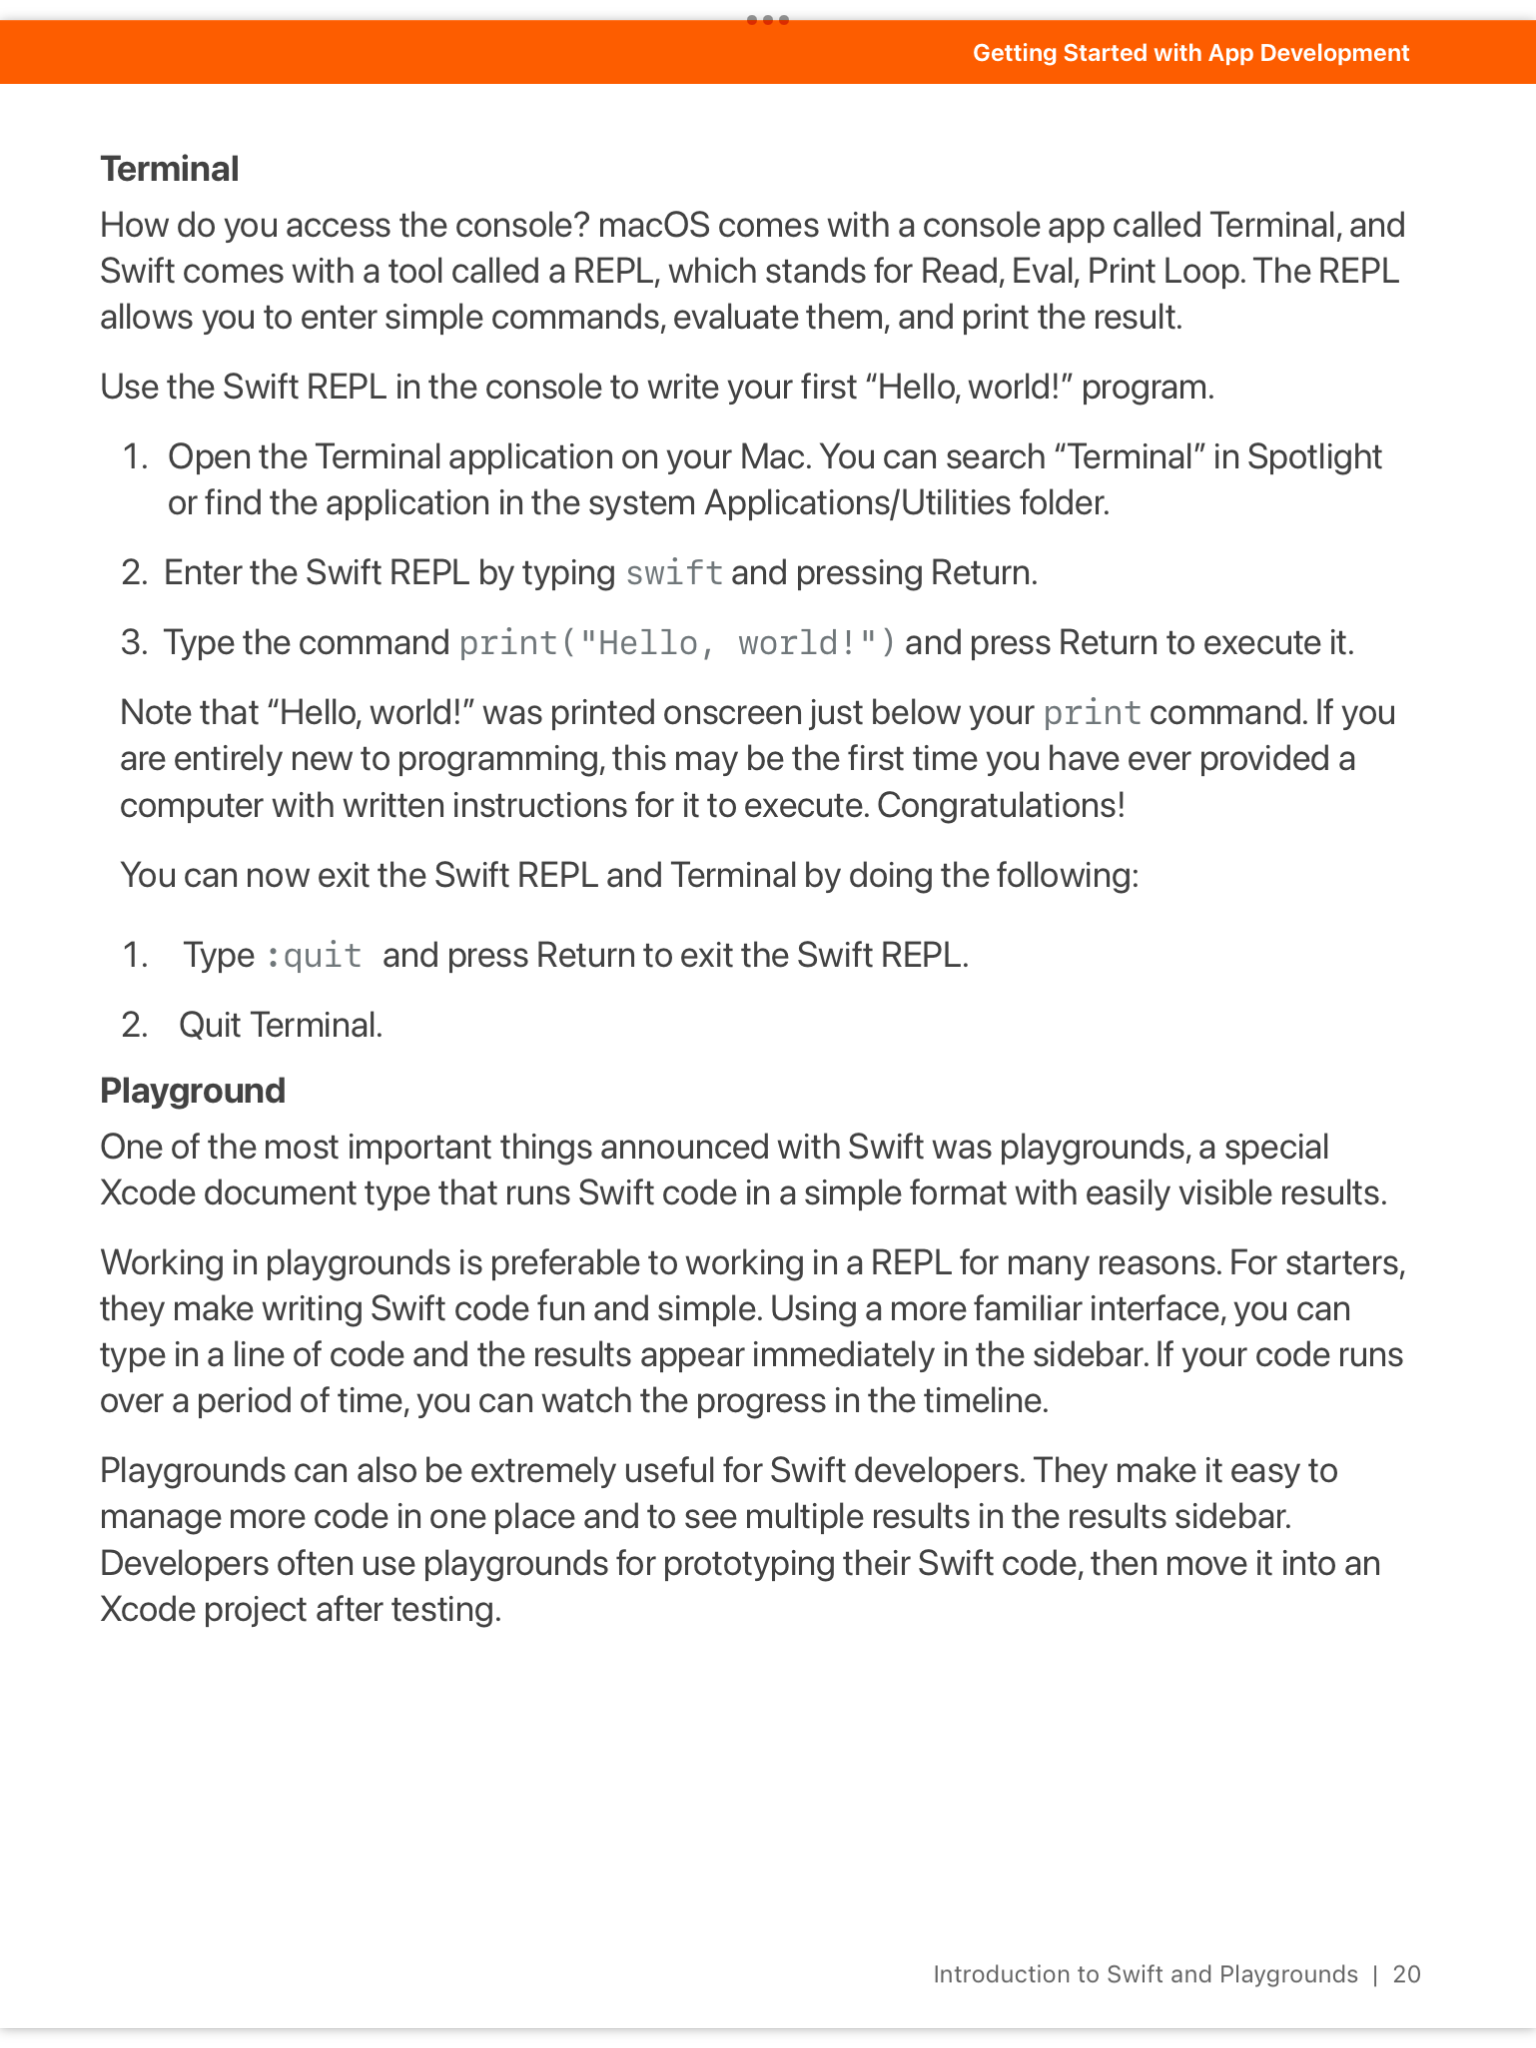 Getting Started with App Development
Terminal
How do you access the console? macOS comes with a console app called Terminal, and
Swift comes with a tool called a REPL, which stands for Read, Eval, Print Loop. The REPL
allows you to enter simple commands, evaluate them, and print the result.
Use the Swift REPL in the console to write your first “Hello, world!” program.
1. Open the Terminal application on your Mac. You can search “Terminal” in Spotlight
or find the application in the system Applications/Utilities folder.
2. Enter the Swift REPL by typing swift and pressing Return.
3. Type the command print("Hello, world!") and press Return to execute it.
Note that “Hello, world!” was printed onscreen just below your print command. If you
are entirely new to programming, this may be the first time you have ever provided a
computer with written instructions for it to execute. Congratulations!
You can now exit the Swift REPL and Terminal by doing the following:
1. Type :quit and press Return to exit the Swift REPL.
2. Quit Terminal.
Playground
One of the most important things announced with Swift was playgrounds, a special
Xcode document type that runs Swift code in a simple format with easily visible results.
Working in playgrounds is preferable to working in a REPL for many reasons. For starters,
they make writing Swift code fun and simple. Using a more familiar interface, you can
type in a line of code and the results appear immediately in the sidebar. If your code runs
over a period of time, you can watch the progress in the timeline.
Playgrounds can also be extremely useful for Swift developers. They make it easy to
manage more code in one place and to see multiple results in the results sidebar.
Developers often use playgrounds for prototyping their Swift code, then move it into an
Xcode project after testing.
Introduction to Swift and Playgrounds | 20